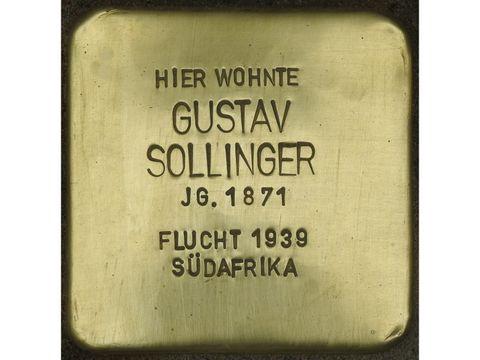 HIER WOHNTE
GUSTAV
SOLLINGER
JG. 1871
FLUCHT 1939
SÜDAFRIKA